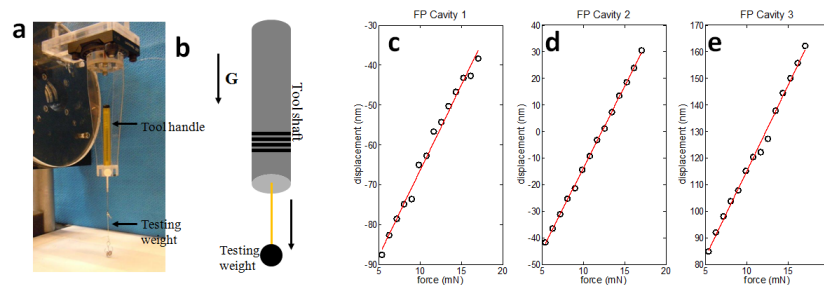 a
Tool handle
Testing
weight
b
G
Tool shaft
Testing
weight
FP Cavity 1
c
-30
-40
-50
-60
-70
-80
-90
displacement (nm)
5 10 15 20
force (mN)
FP Cavity 2
d
40
30
20
10
0
-10
-20
-30
-40
-50
displacement (nm)
5 10 15 20
force (mN)
FP Cavity 3
e
170
160
150
140
130
120
110
100
90
80
displacement (nm)
5 10 15 20
force (mN)